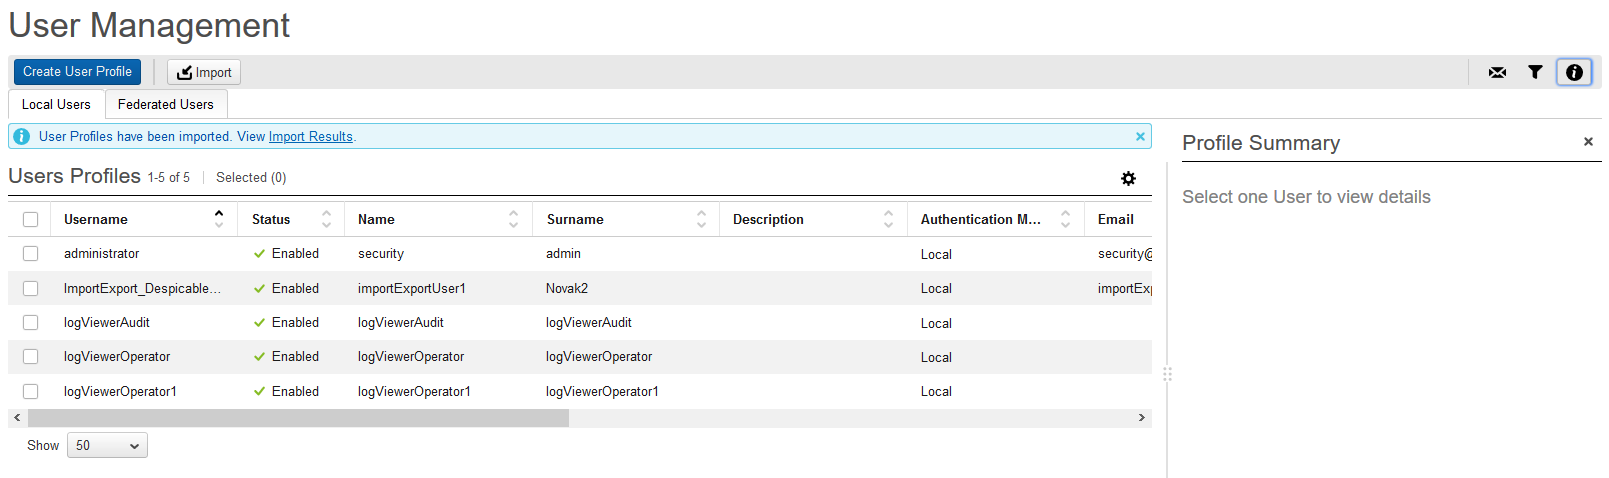 User Management
Create User Profile Import
Local Users Federated Users
User Profiles have been imported. View Import Results.
Profile Summary
Select one User to view details
Users Profiles 1-5 of 5 Selected (0)
Username Status Name Surname Description Authentication M... Email
administrator Enabled security admin Local security@
ImportExport_Despicable... Enabled importExportUser1 Novak2 Local importExp
logViewerAudit Enabled logViewerAudit logViewerAudit Local
logViewerOperator Enabled logViewerOperator logViewerOperator Local
logViewerOperator1 Enabled logViewerOperator1 logViewerOperator1 Local
Show 50